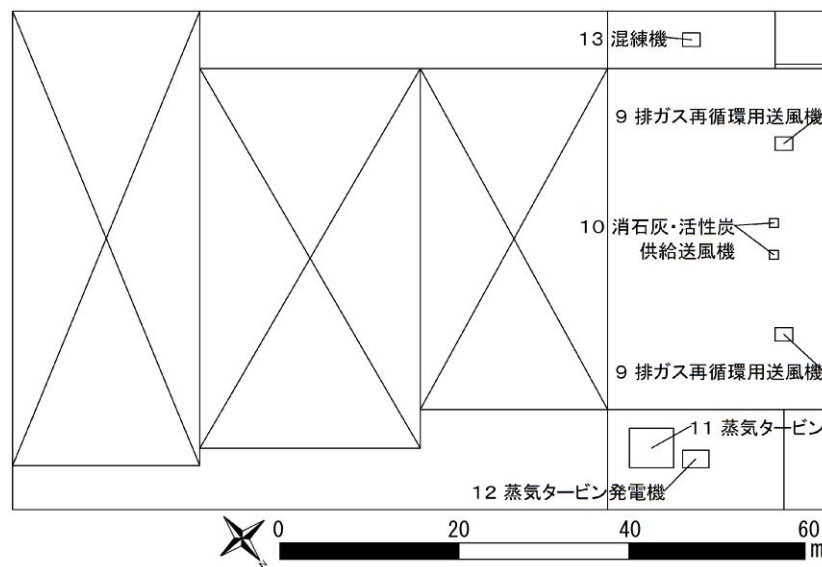 13 混練機
9 排ガス再循環用送風機
10 消石灰・活性炭
供給送風機
9 排ガス再循環用送風機
11 蒸気タービン
12 蒸気タービン発電機
N
0 20 40 60
m